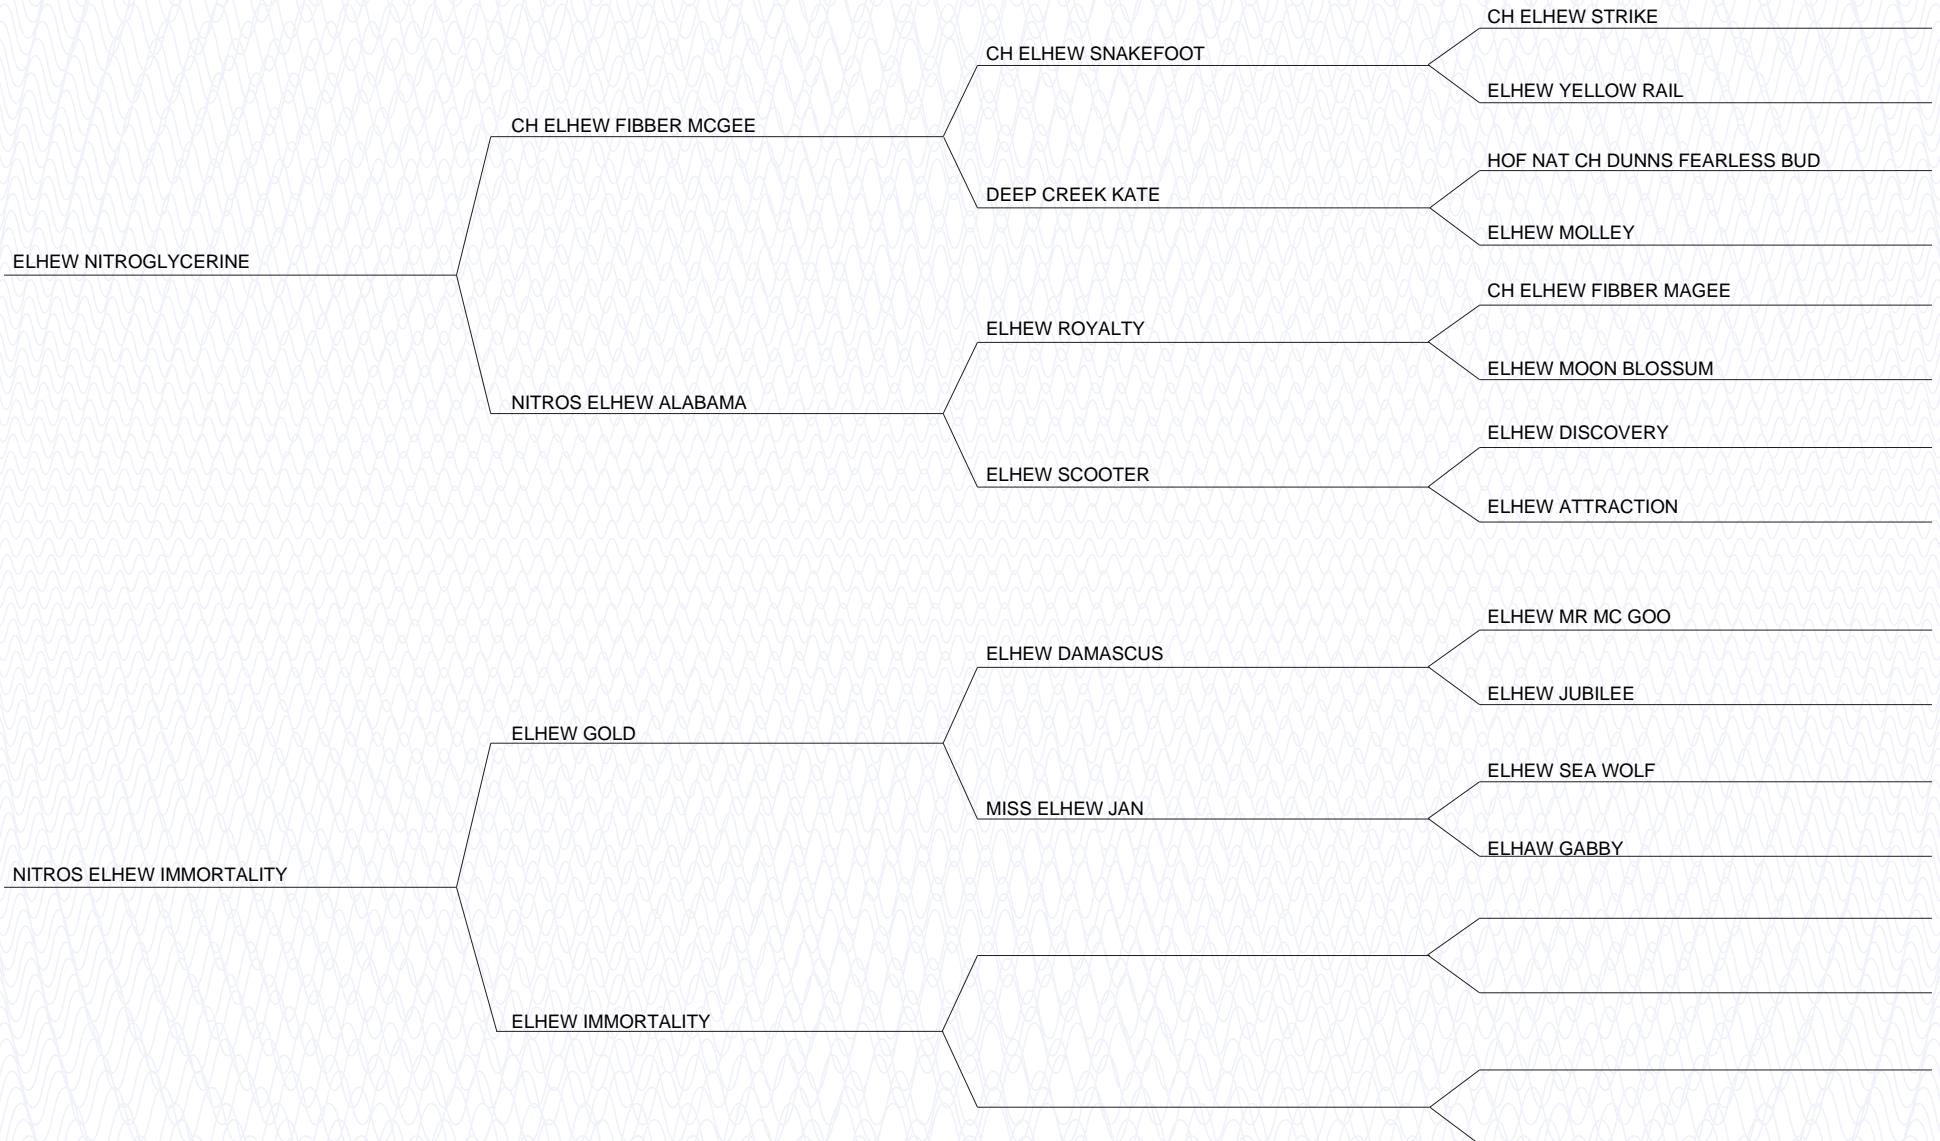 CH ELHEW STRIKE
CH ELHEW SNAKEFOOT
ELHEW YELLOW RAIL
CH ELHEW FIBBER MCGEE
HOF NAT CH DUNNS FEARLESS BUD
DEEP CREEK KATE
ELHEW MOLLEY
ELHEW NITROGLYCERINE
CH ELHEW FIBBER MAGEE
ELHEW ROYALTY
ELHEW MOON BLOSSUM
NITROS ELHEW ALABAMA
ELHEW DISCOVERY
ELHEW SCOOTER
ELHEW ATTRACTION
ELHEW MR MC GOO
ELHEW DAMASCUS
ELHEW JUBILEE
ELHEW GOLD
ELHEW SEA WOLF
MISS ELHEW JAN
ELHAW GABBY
NITROS ELHEW IMMORTALITY
ELHEW IMMORTALITY